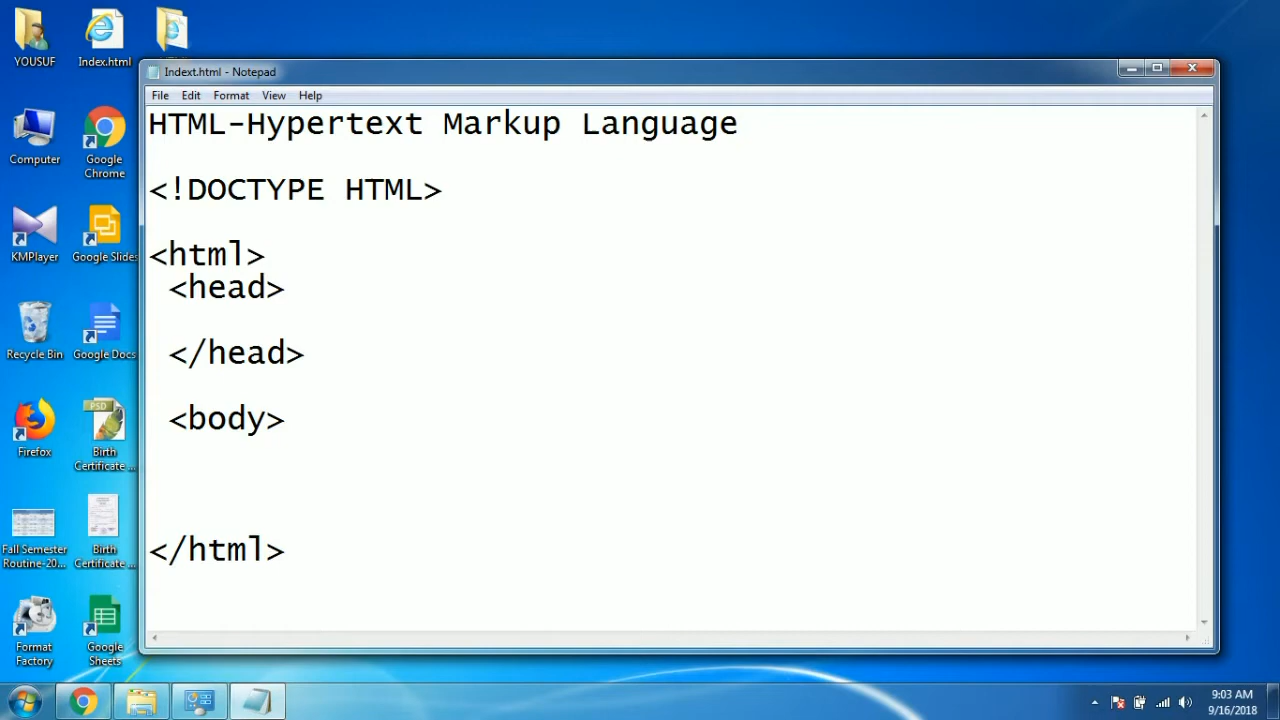 YOUSUF
Index.html
Indext.html - Notepad
File Edit Format View Help
HTML-Hypertext Markup Language
<!DOCTYPE HTML>
<html>
<head>
</head>
<body>
</html>
Computer
Google
Chrome
KMPlayer
Google Slides
Recycle Bin
Google Docs
Firefox
PSD
Birth
Certificate ...
Fall Semester
Routine-20...
Birth
Certificate ...
Format
Factory
Google
Sheets
9:03 AM
9/16/2018